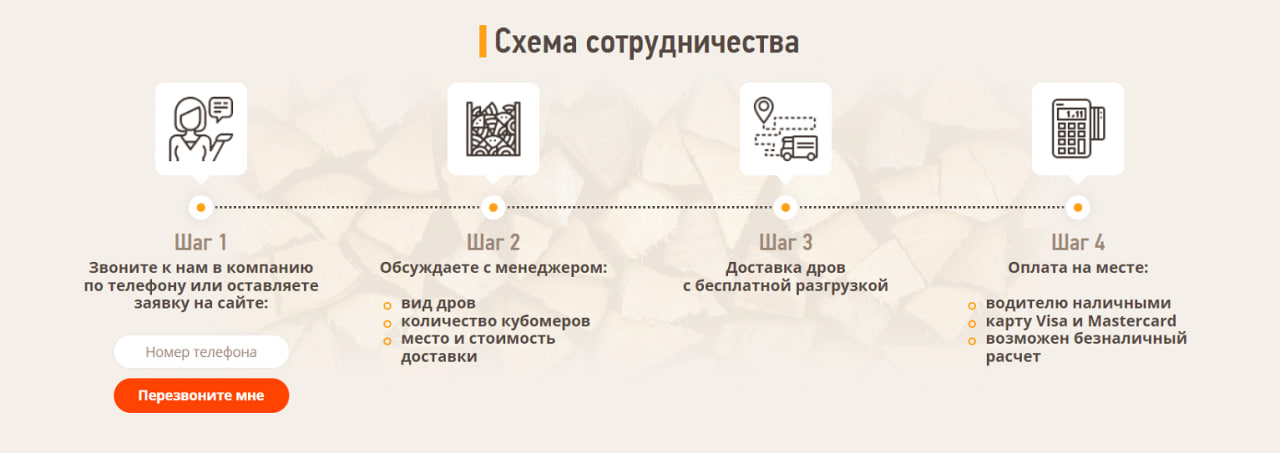 Схема сотрудничества
1.11
Шаг 1
Звоните к нам в компанию
по телефону или оставляете
заявку на сайте:
Номер телефона
Перезвоните мне
Шаг 2
Обсуждаете с менеджером:
вид дров
количество кубомеров
место и стоимость
доставки
Шаг 3
Доставка дров
с бесплатной разгрузкой
Шаг 4
Оплата на месте:
водителю наличными
карту Visa и Mastercard
возможен безналичный
расчет